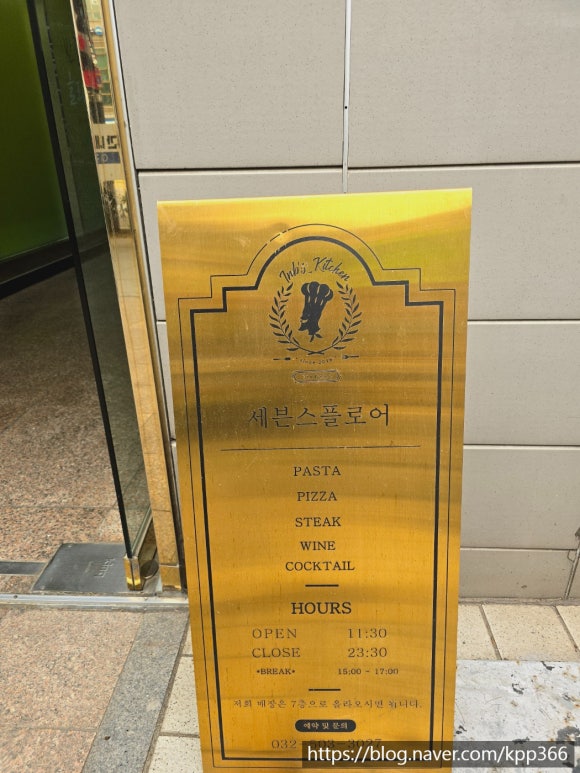 Inb's_Kitchen
세븐스플로어
PASTA
PIZZA
STEAK
WINE
COCKTAIL
HOURS
OPEN 11:30
CLOSE 23:30
*BREAK* 15:00 ~ 17:00
저희 매장은 7층으로 올라오시면 됩니다.
예약 및 문의
https://blog.naver.com/kpp366